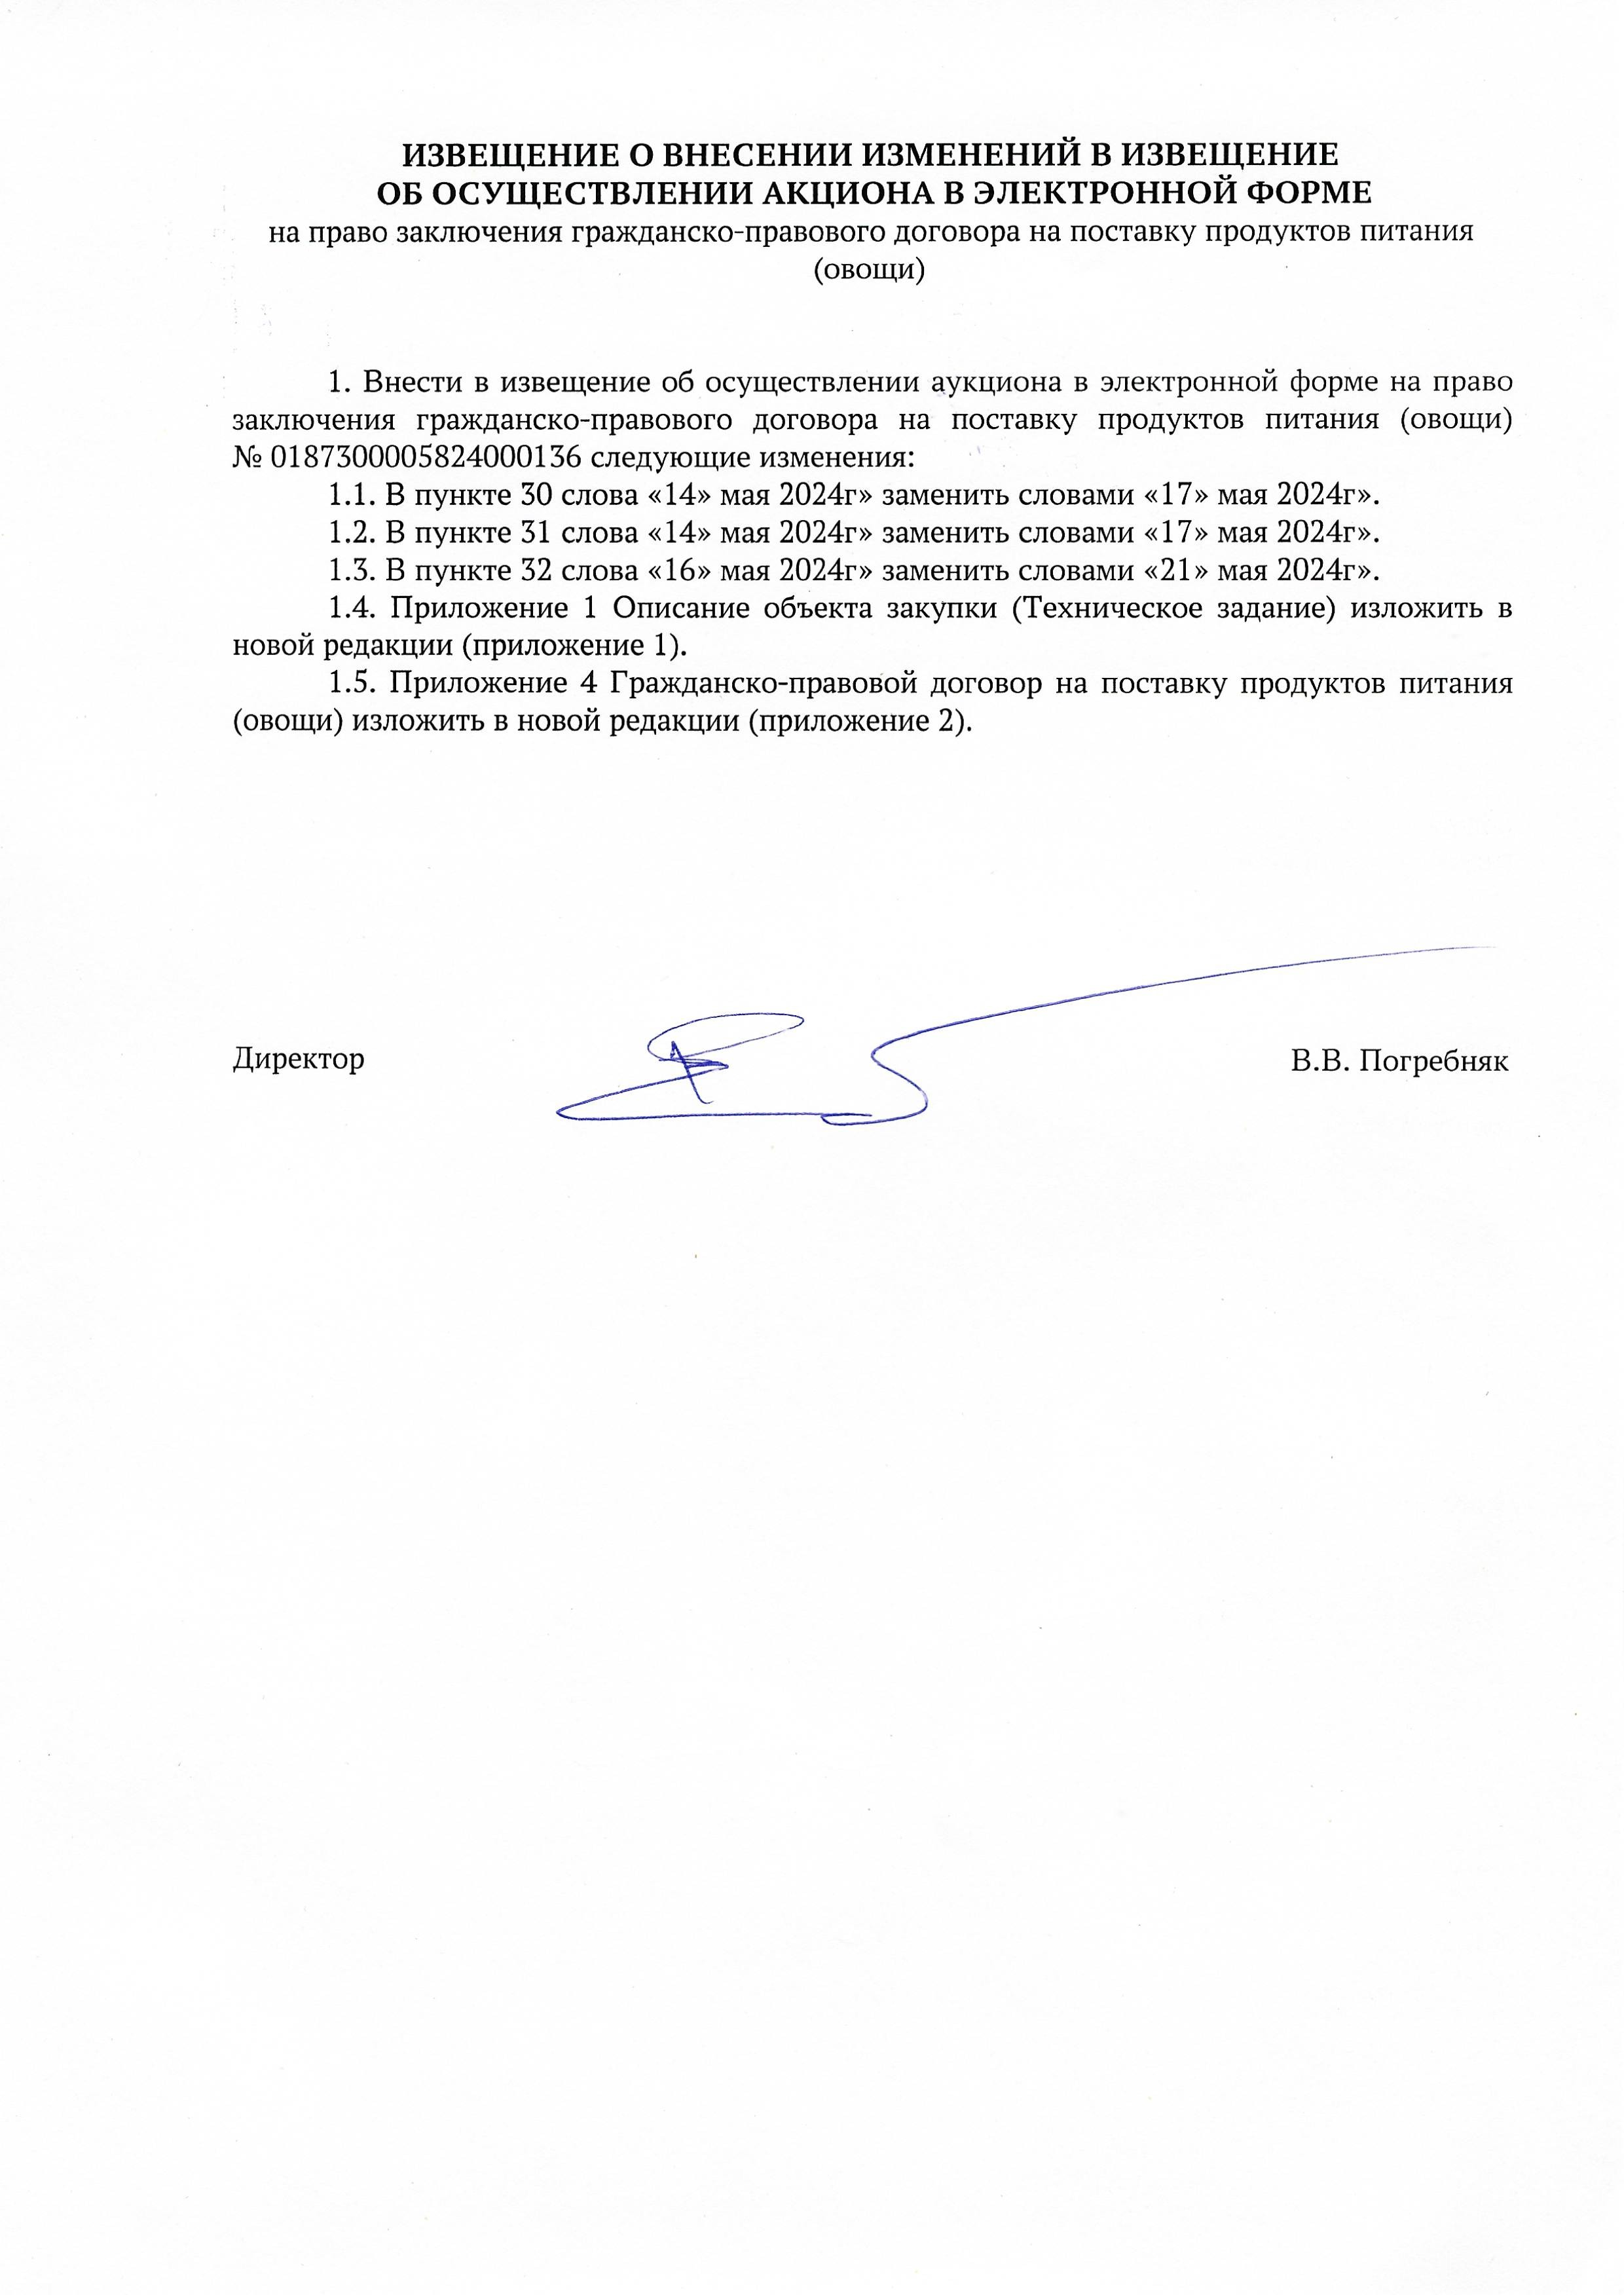 ИЗВЕЩЕНИЕ О ВНЕСЕНИИ ИЗМЕНЕНИЙ В ИЗВЕЩЕНИЕ
ОБ ОСУЩЕСТВЛЕНИИ АКЦИОНА В ЭЛЕКТРОННОЙ ФОРМЕ
на право заключения гражданско-правового договора на поставку продуктов питания
(овощи)
1. Внести в извещение об осуществлении аукциона в электронной форме на право
заключения гражданско-правового договора на поставку продуктов питания (овощи)
№ 0187300005824000136 следующие изменения:
1.1. В пункте 30 слова «14» мая 2024г» заменить словами «17» мая 2024г».
1.2. В пункте 31 слова «14» мая 2024г» заменить словами «17» мая 2024г».
1.3. В пункте 32 слова «16» мая 2024г» заменить словами «21» мая 2024г».
1.4. Приложение 1 Описание объекта закупки (Техническое задание) изложить в
новой редакции (приложение 1).
1.5. Приложение 4 Гражданско-правовой договор на поставку продуктов питания
(овощи) изложить в новой редакции (приложение 2).
Директор В.В. Погребняк